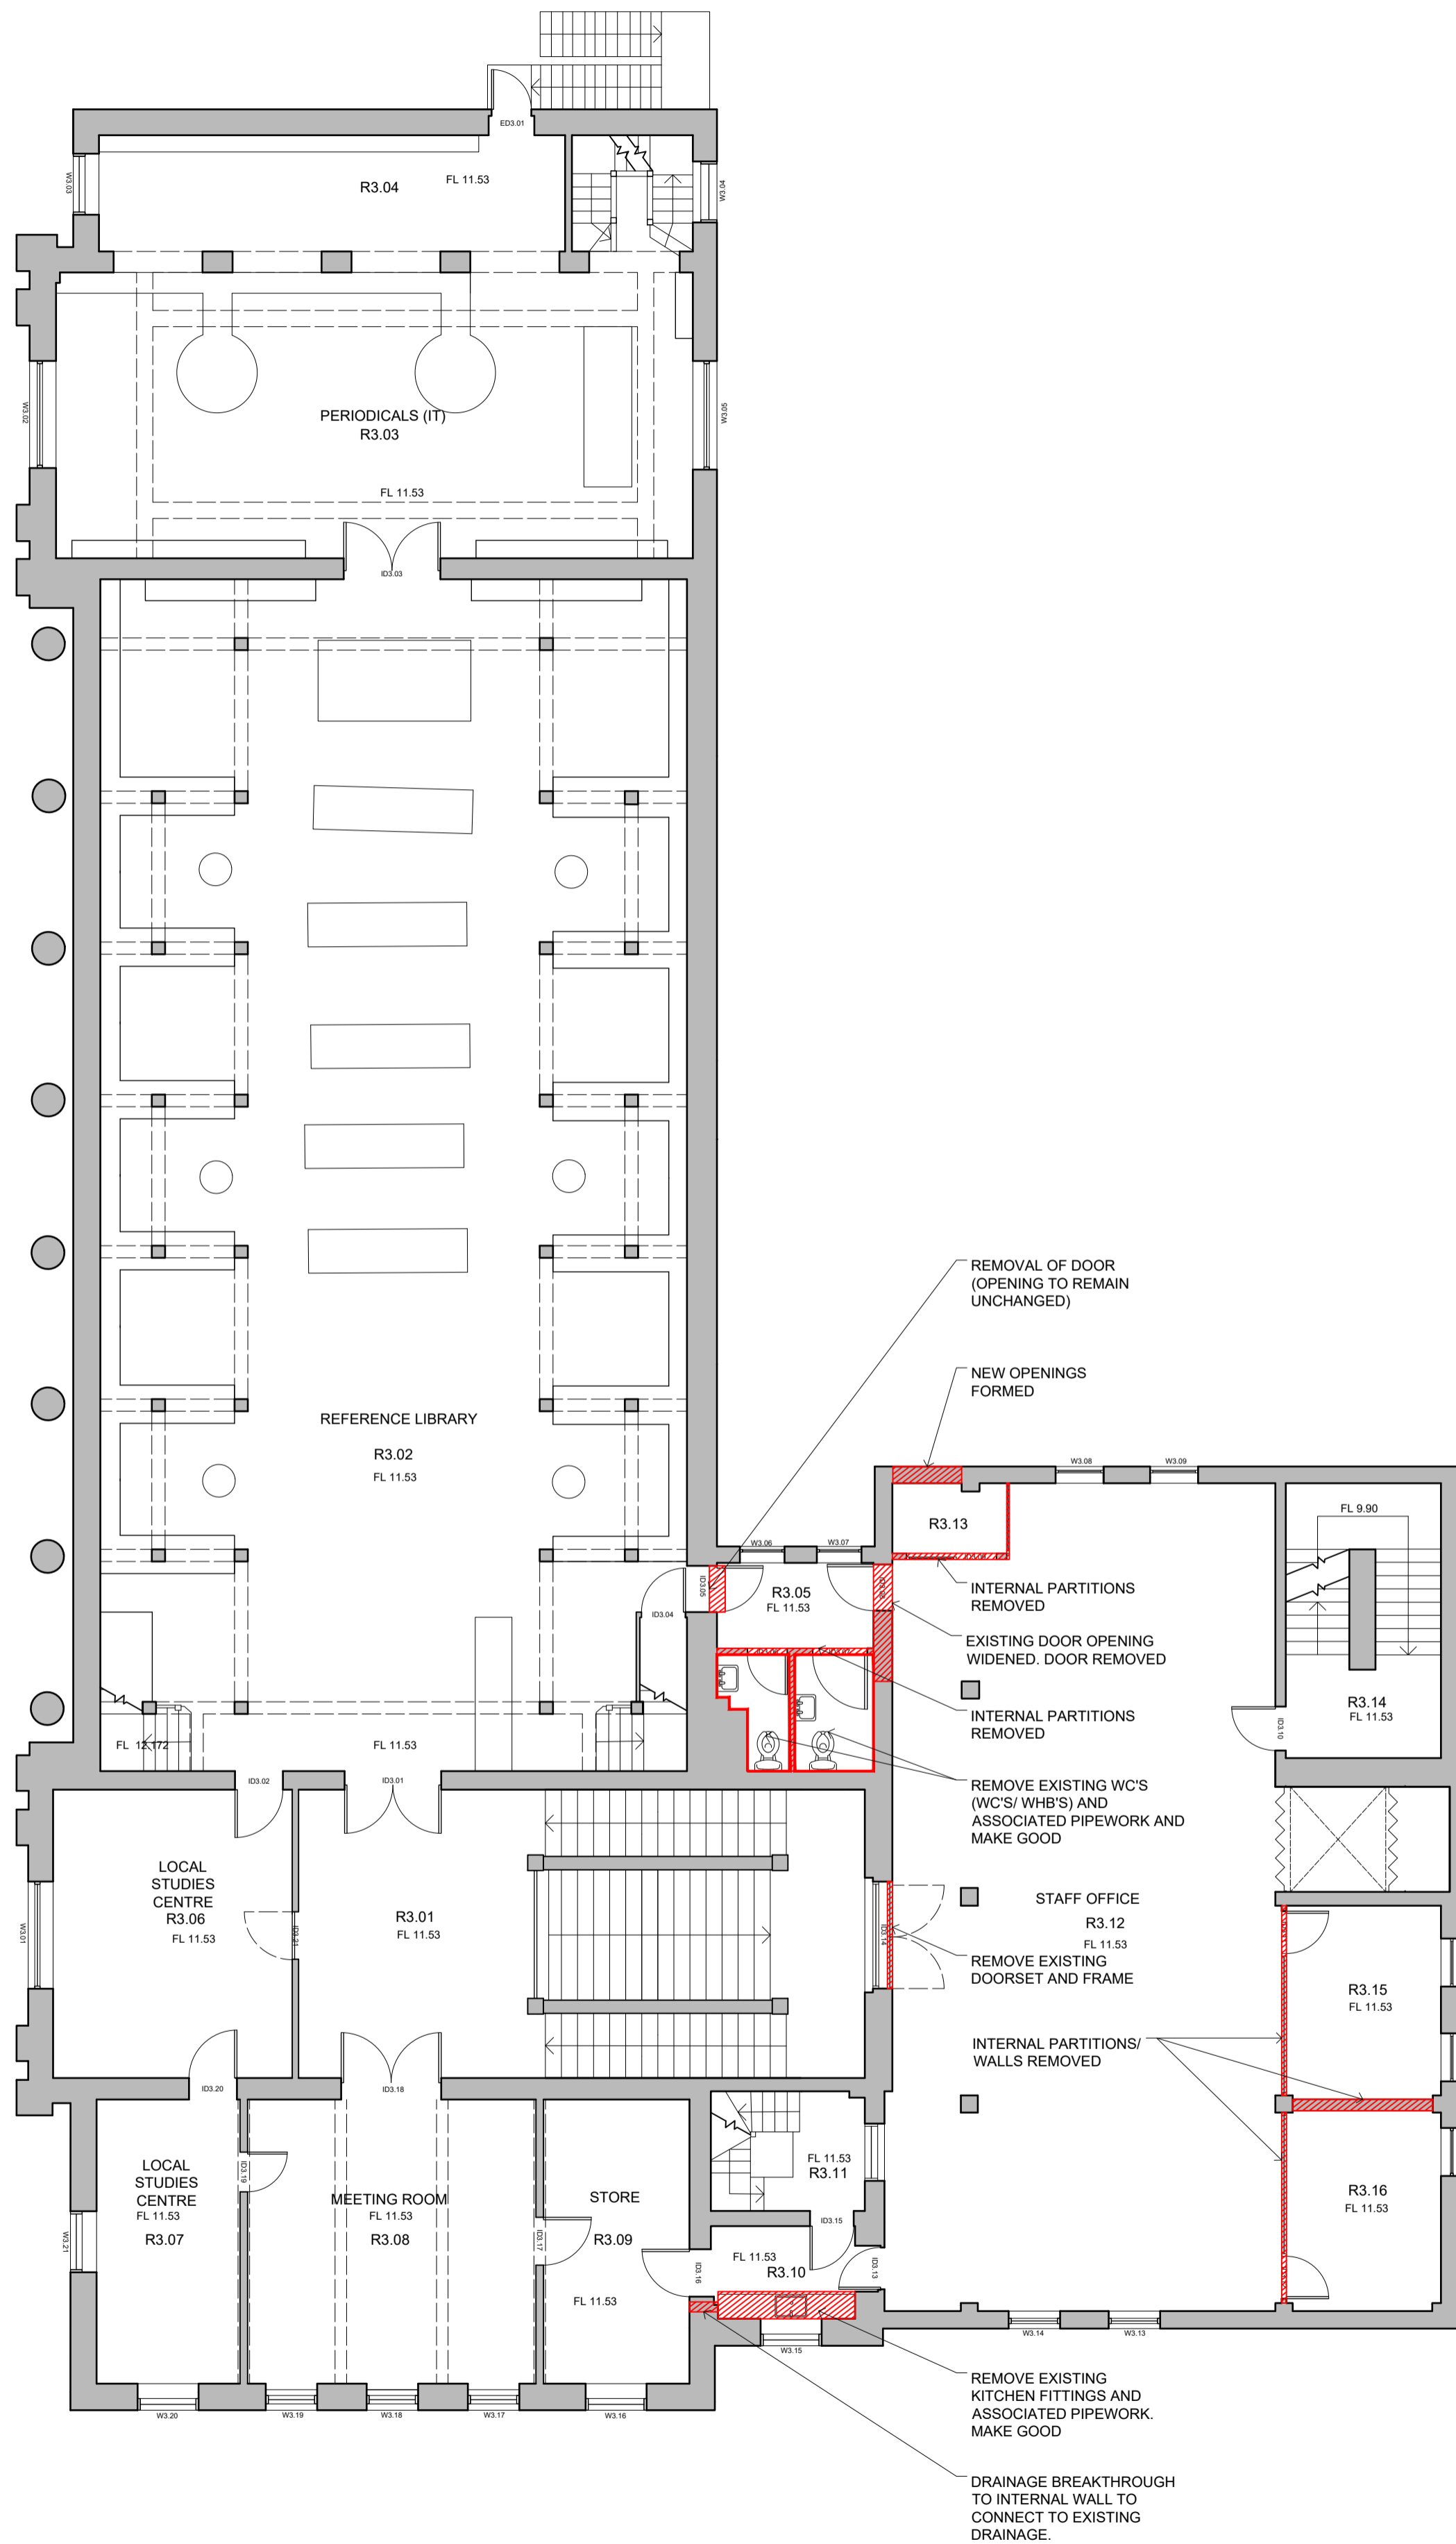 ED3.01
W3.03
R3.04
FL 11.53
W3.04
W3.02
PERIODICALS (IT)
R3.03
W3.05
FL 11.53
ID3.03
REMOVAL OF DOOR
(OPENING TO REMAIN
UNCHANGED)
NEW OPENINGS
FORMED
REFERENCE LIBRARY
R3.02
FL 11.53
W3.08
W3.09
FL 9.90
R3.13
W3.06
W3.07
ID3.05
R3.05
FL 11.53
INTERNAL PARTITIONS
REMOVED
ID3.04
EXISTING DOOR OPENING
WIDENED. DOOR REMOVED
INTERNAL PARTITIONS
REMOVED
R3.14
FL 11.53
ID3.10
FL 12.172
FL 11.53
ID3.02
ID3.01
REMOVE EXISTING WC'S
(WC'S/ WHB'S) AND
ASSOCIATED PIPEWORK AND
MAKE GOOD
LOCAL
STUDIES
CENTRE
R3.06
FL 11.53
W3.01
ID3.21
R3.01
FL 11.53
ID3.14
STAFF OFFICE
R3.12
FL 11.53
REMOVE EXISTING
DOORSET AND FRAME
R3.15
FL 11.53
INTERNAL PARTITIONS/
WALLS REMOVED
ID3.20
ID3.18
LOCAL
STUDIES
CENTRE
FL 11.53
R3.07
W3.21
ID3.19
MEETING ROOM
FL 11.53
R3.08
ID3.17
STORE
R3.09
FL 11.53
ID3.16
FL 11.53
R3.11
ID3.15
FL 11.53
R3.10
ID3.13
R3.16
FL 11.53
W3.14
W3.13
W3.15
W3.20
W3.19
W3.18
W3.17
W3.16
REMOVE EXISTING
KITCHEN FITTINGS AND
ASSOCIATED PIPEWORK.
MAKE GOOD
DRAINAGE BREAKTHROUGH
TO INTERNAL WALL TO
CONNECT TO EXISTING
DRAINAGE.